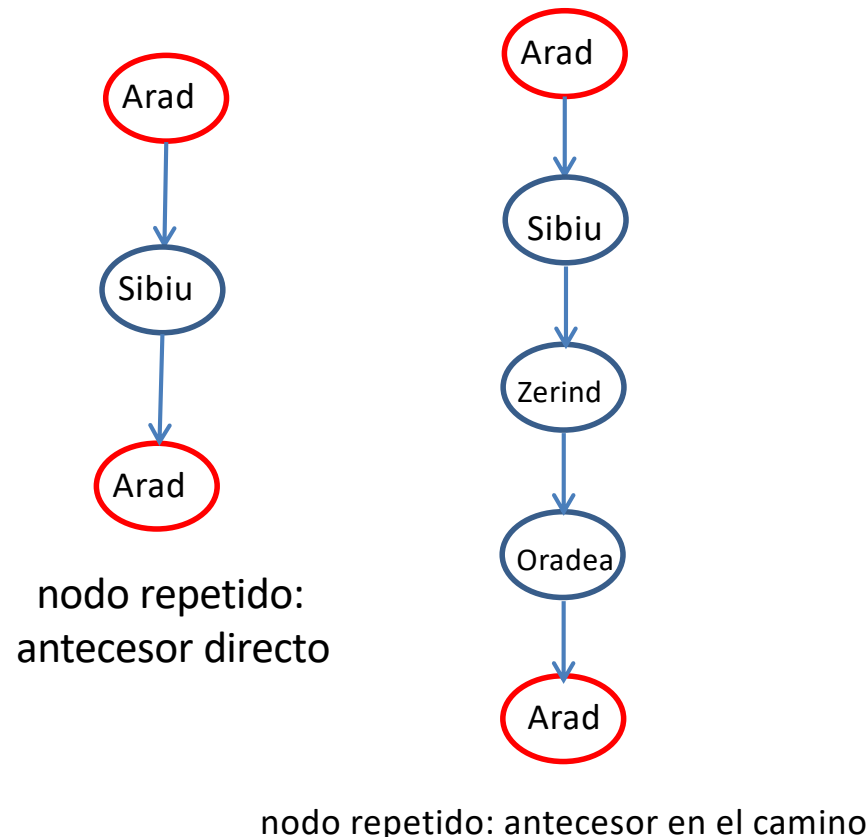 Arad
Sibiu
Arad
nodo repetido:
antecesor directo
Arad
Sibiu
Zerind
Oradea
Arad
nodo repetido: antecesor en el camino